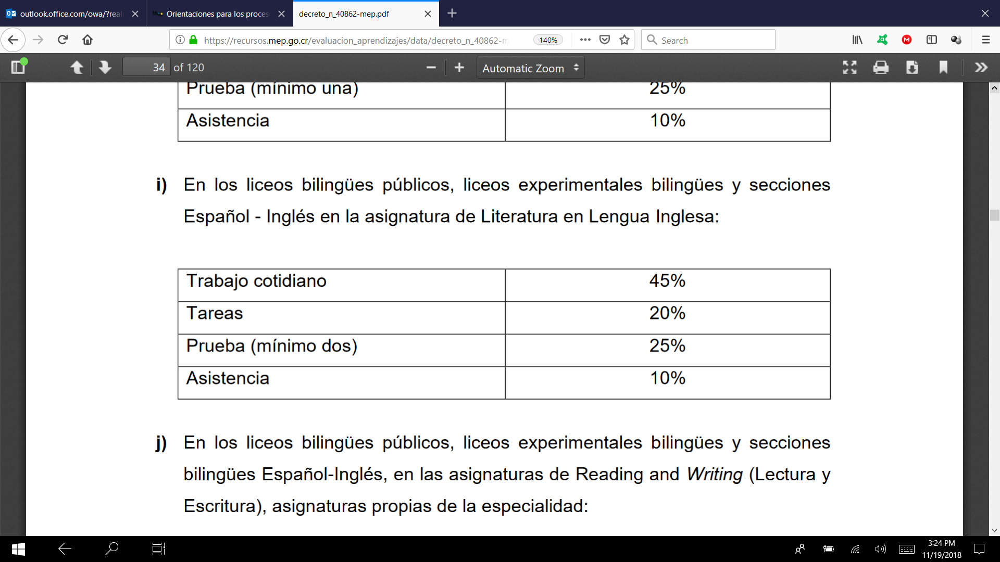 outlook.office.com/owa/?real
Orientaciones para los proces
decreto_n_40862-mep.pdf
https://recursos.mep.go.cr/evaluacion_aprendizajes/data/decreto_n_40862-m
140%
Search
34 of 120
Automatic Zoom
Prueba (mínimo una) 25%
Asistencia 10%
i) En los liceos bilingües públicos, liceos experimentales bilingües y secciones
Español - Inglés en la asignatura de Literatura en Lengua Inglesa:
Trabajo cotidiano 45%
Tareas 20%
Prueba (mínimo dos) 25%
Asistencia 10%
j) En los liceos bilingües públicos, liceos experimentales bilingües y secciones
bilingües Español-Inglés, en las asignaturas de Reading and Writing (Lectura y
Escritura), asignaturas propias de la especialidad:
3:24 PM
11/19/2018